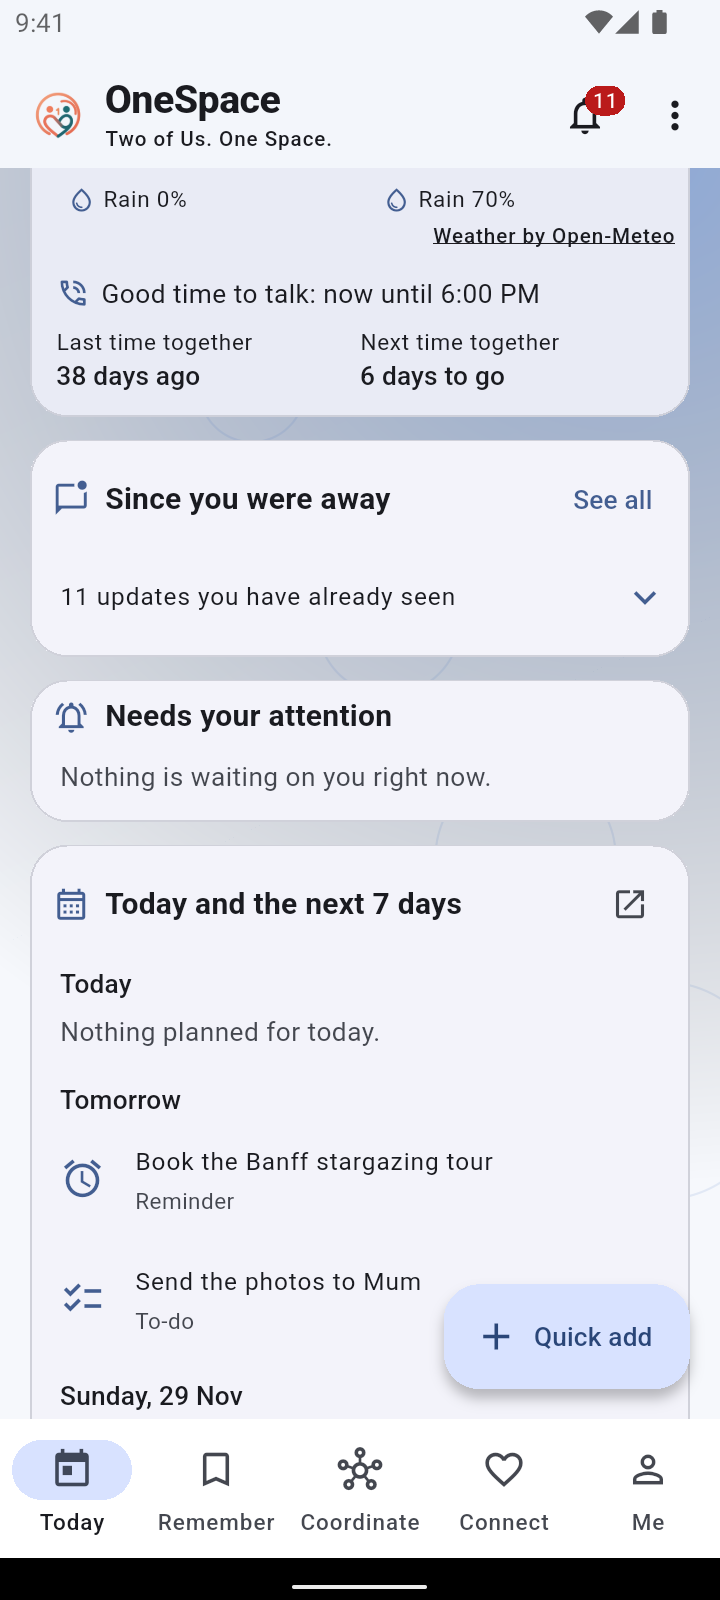 9:41
OneSpace
Two of Us. One Space.
11
Rain 0%
Rain 70%
Weather by Open-Meteo
Good time to talk: now until 6:00 PM
Last time together
38 days ago
Next time together
6 days to go
Since you were away
See all
11 updates you have already seen
Needs your attention
Nothing is waiting on you right now.
Today and the next 7 days
Today
Nothing planned for today.
Tomorrow
Book the Banff stargazing tour
Reminder
Send the photos to Mum
To-do
Quick add
Sunday, 29 Nov
Today
Remember
Coordinate
Connect
Me